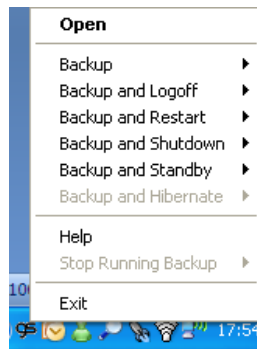 Open
Backup
Backup and Logoff
Backup and Restart
Backup and Shutdown
Backup and Standby
Backup and Hibernate
Help
Stop Running Backup
Exit
10
17:54